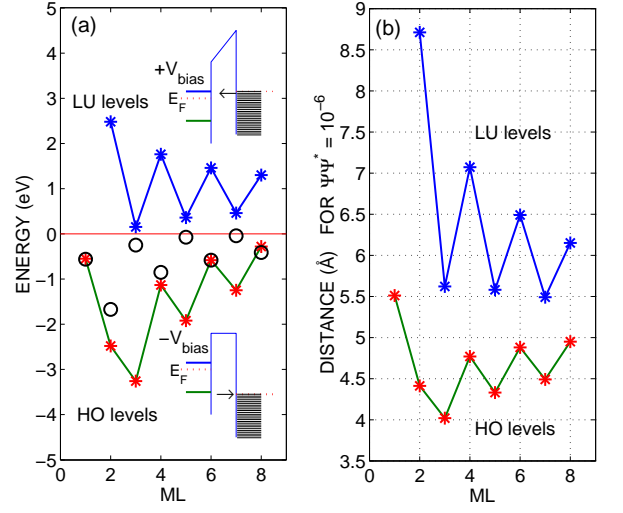 (a)
5
4
3
2
1
0
−1
−2
−3
−4
−5
ENERGY (eV)
+V_bias
E_F
LU levels
−V_bias
E_F
HO levels
0 2 4 6 8
ML
(b)
9
8.5
8
7.5
7
6.5
6
5.5
5
4.5
4
3.5
DISTANCE (Å) FOR ΨΨ* = 10^−6
LU levels
HO levels
0 2 4 6 8
ML